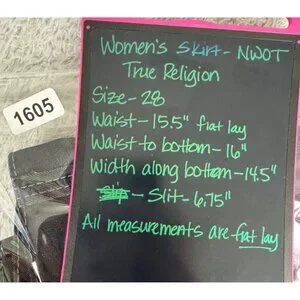 Women's Skirt - NWOT
True Religion
Size - 28
Waist - 15.5" flat lay
Waist to bottom - 16"
Width along bottom - 14.5"
Slit - 6.75"
All measurements are flat lay
1605